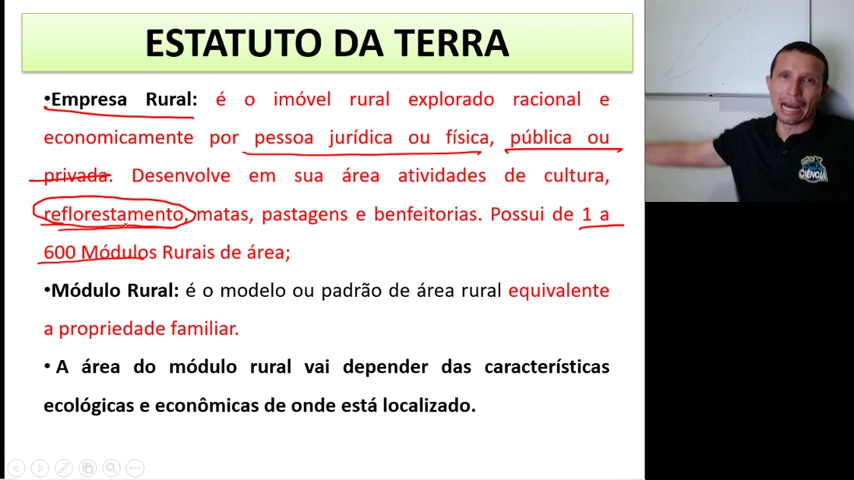 ESTATUTO DA TERRA
•Empresa Rural: é o imóvel rural explorado racional e
economicamente por pessoa jurídica ou física, pública ou
privada. Desenvolve em sua área atividades de cultura,
reflorestamento, matas, pastagens e benfeitorias. Possui de 1 a
600 Módulos Rurais de área;
•Módulo Rural: é o modelo ou padrão de área rural equivalente
a propriedade familiar.
• A área do módulo rural vai depender das características
ecológicas e econômicas de onde está localizado.
CIÊNCIA